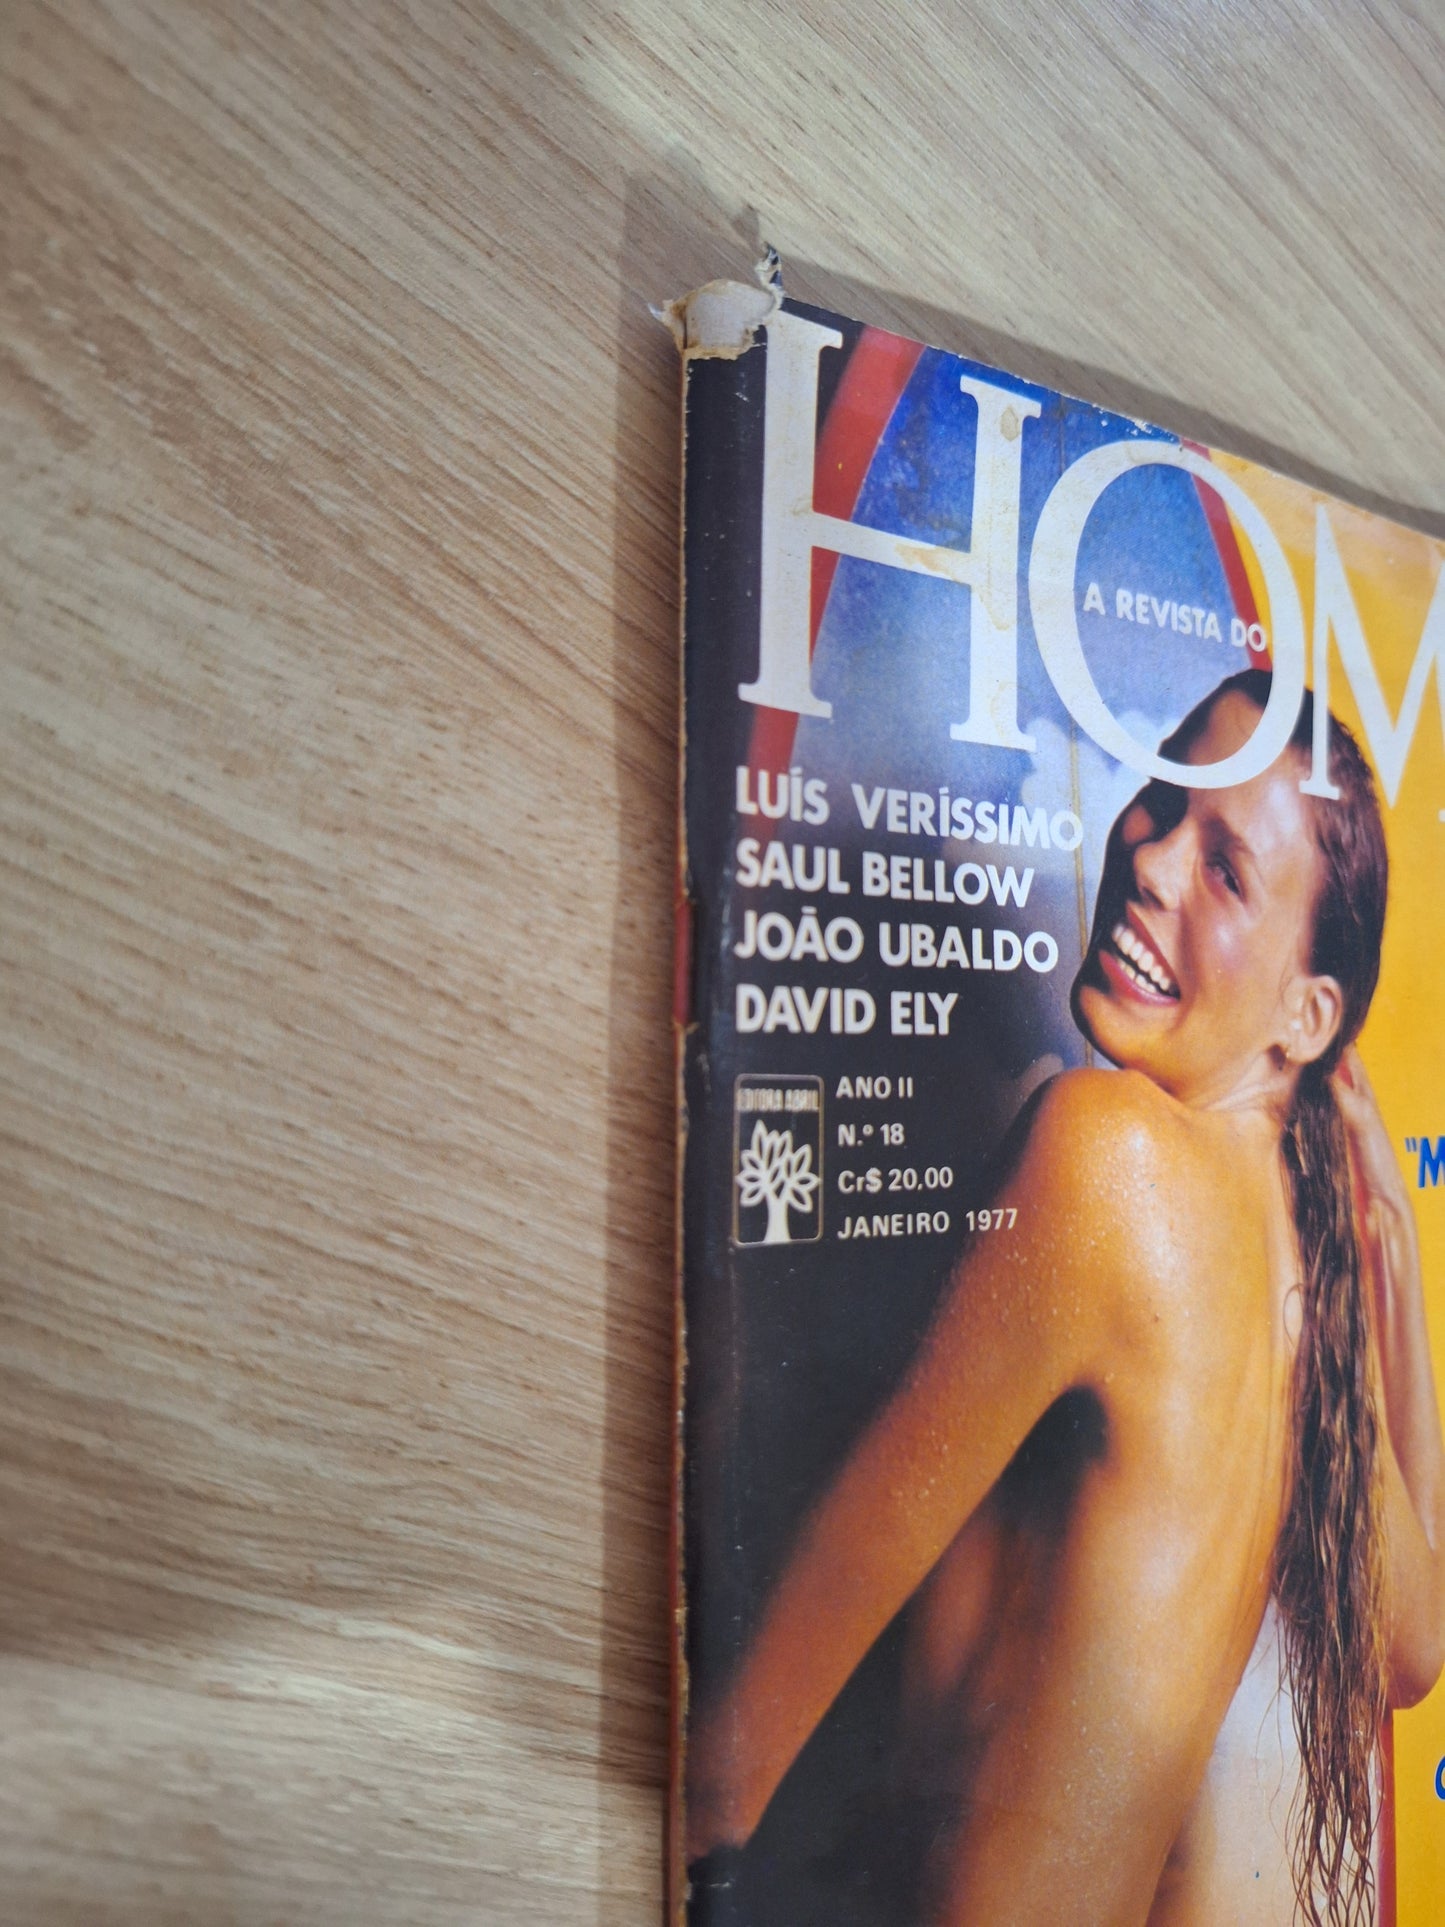 A REVISTA DO
HOM
LUÍS VERÍSSIMO
SAUL BELLOW
JOÃO UBALDO
DAVID ELY
EDITORA ABRIL
ANO II
N.º 18
Cr$ 20,00
JANEIRO 1977
"M